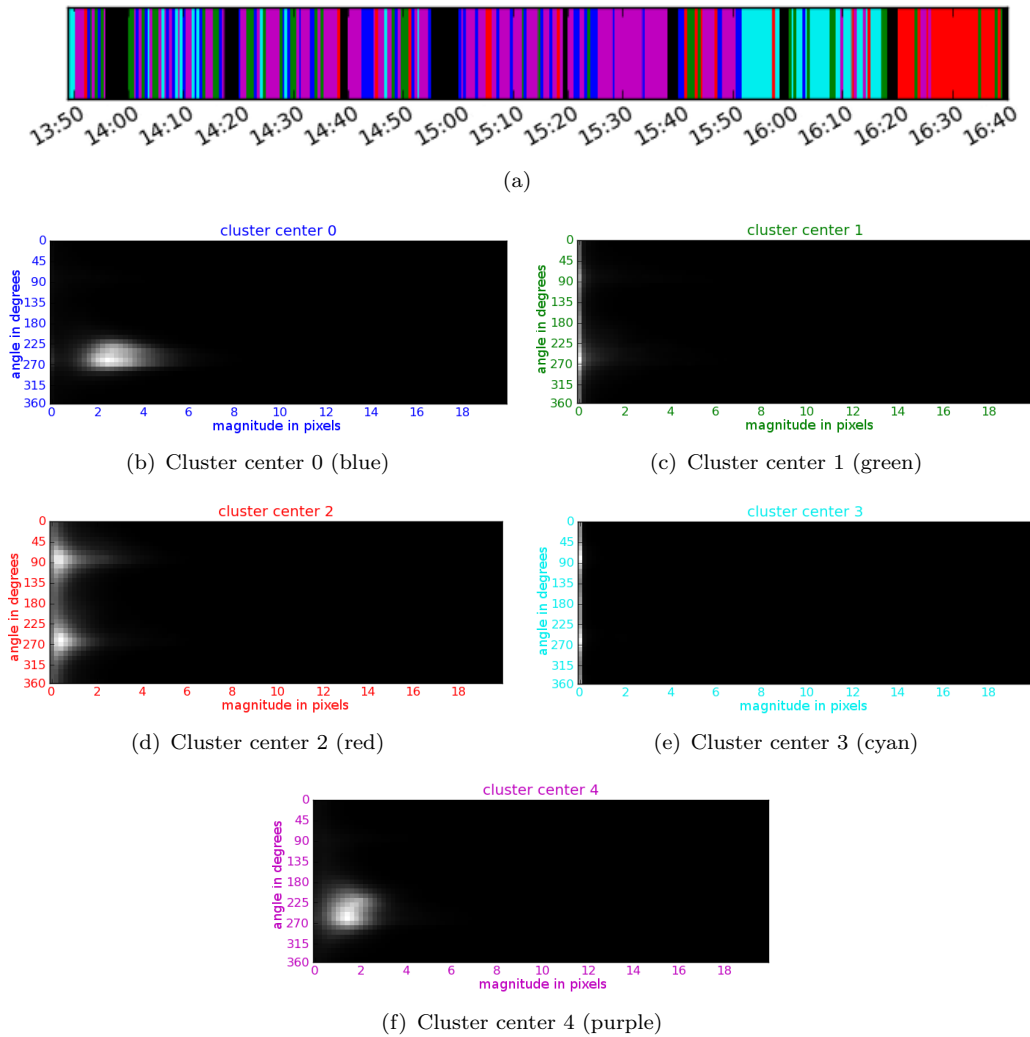 13:50 14:00 14:10 14:20 14:30 14:40 14:50 15:00 15:10 15:20 15:30 15:40 15:50 16:00 16:10 16:20 16:30 16:40
(a)
cluster center 0
0
45
90
135
180
225
270
315
360
angle in degrees
0 2 4 6 8 10 12 14 16 18
magnitude in pixels
(b) Cluster center 0 (blue)
cluster center 1
0
45
90
135
180
225
270
315
360
angle in degrees
0 2 4 6 8 10 12 14 16 18
magnitude in pixels
(c) Cluster center 1 (green)
cluster center 2
0
45
90
135
180
225
270
315
360
angle in degrees
0 2 4 6 8 10 12 14 16 18
magnitude in pixels
(d) Cluster center 2 (red)
cluster center 3
0
45
90
135
180
225
270
315
360
angle in degrees
0 2 4 6 8 10 12 14 16 18
magnitude in pixels
(e) Cluster center 3 (cyan)
cluster center 4
0
45
90
135
180
225
270
315
360
angle in degrees
0 2 4 6 8 10 12 14 16 18
magnitude in pixels
(f) Cluster center 4 (purple)